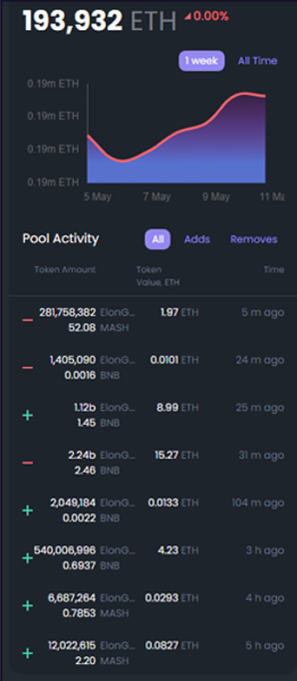 193,932 ETH 0.00%
1 week All Time
0.19m ETH
0.19m ETH
0.19m ETH
0.19m ETH
5 May 7 May 9 May 11 Ma
Pool Activity All Adds Removes
Token Amount Token Time
Value, ETH
281,758,382 ElonG... 1.97 ETH 5 m ago
52.08 MASH
1,405,090 ElonG... 0.0101 ETH 24 m ago
0.0016 BNB
1.12b ElonG... 8.99 ETH 25 m ago
1.45 BNB
2.24b ElonG... 15.27 ETH 31 m ago
2.46 BNB
2,049,184 ElonG... 0.0133 ETH 104 m ago
0.0022 BNB
540,006,996 ElonG... 4.23 ETH 3 h ago
0.6937 BNB
6,687,264 ElonG... 0.0293 ETH 4 h ago
0.7853 MASH
12,022,615 ElonG... 0.0827 ETH 5 h ago
2.20 MASH